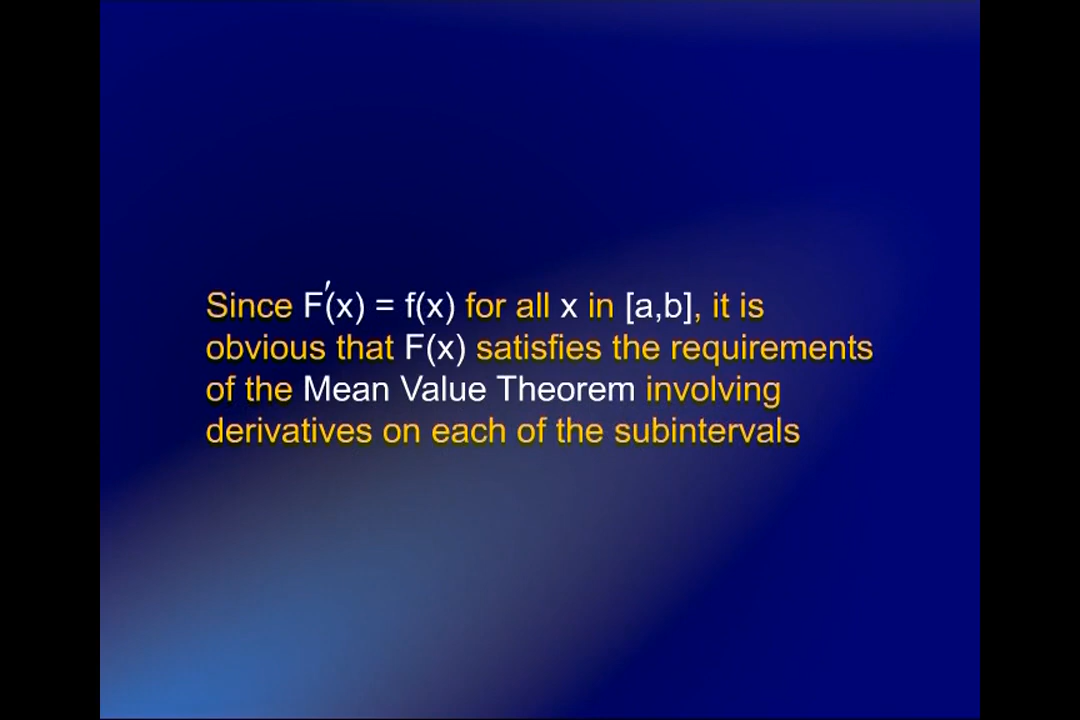 Since F′(x) = f(x) for all x in [a,b], it is
obvious that F(x) satisfies the requirements
of the Mean Value Theorem involving
derivatives on each of the subintervals